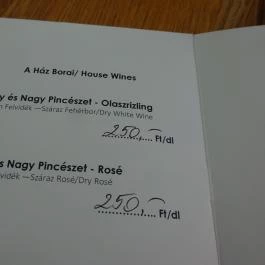 A Ház Borai/ House Wines
y és Nagy Pincészet - Olaszrizling
Felvidék —Száraz Fehérbor/Dry White Wine
250,- Ft/dl
s Nagy Pincészet - Rosé
vidék —Száraz Rosé/Dry Rosé
250,- Ft/dl